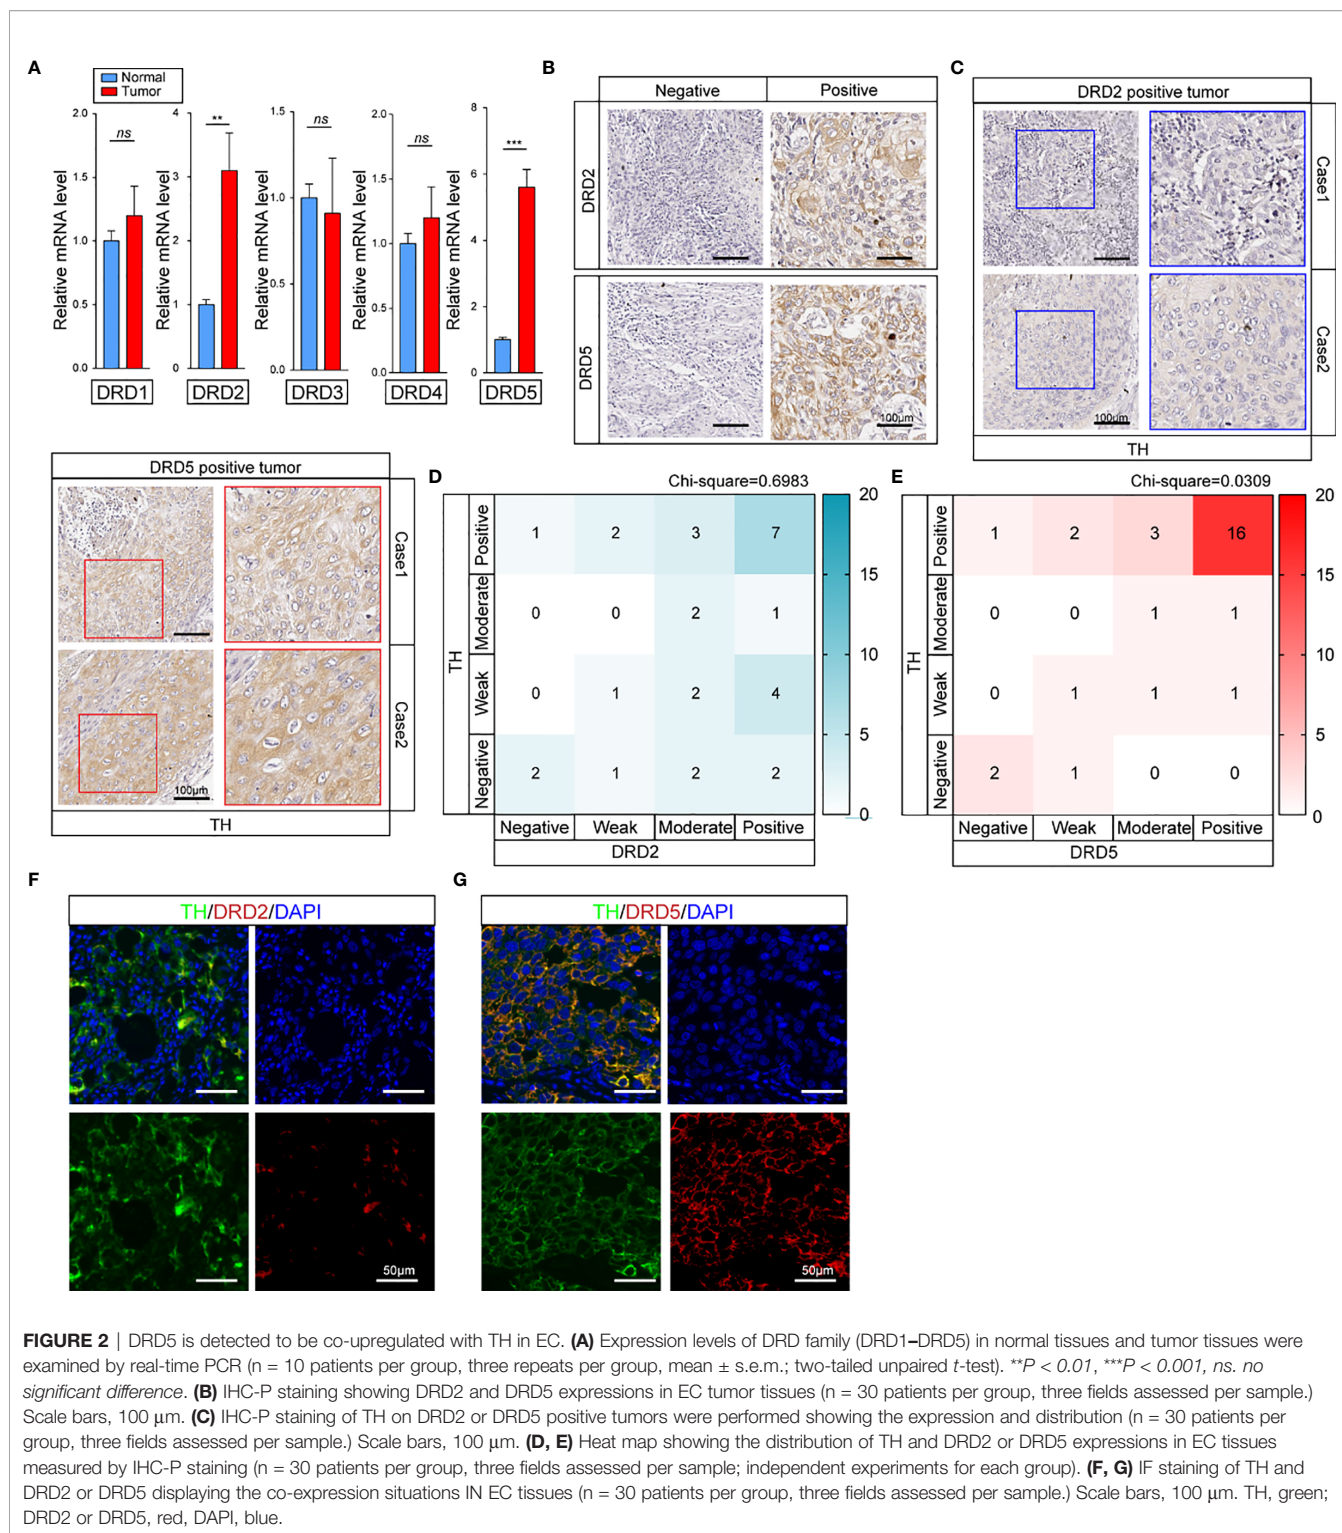 A
Normal
Tumor
Relative mRNA level
2.0
1.5
1.0
0.5
0.0
ns
DRD1
Relative mRNA level
4
3
2
1
0
**
DRD2
Relative mRNA level
1.5
1.0
0.5
0.0
ns
DRD3
Relative mRNA level
2.0
1.5
1.0
0.5
0.0
ns
DRD4
Relative mRNA level
8
6
4
2
0
***
DRD5
B
Negative Positive
DRD2
DRD5
100μm
C
DRD2 positive tumor
Case1
Case2
100μm
TH
DRD5 positive tumor
Case1
Case2
100μm
TH
D
Chi-square=0.6983
TH
Positive 1 2 3 7
Moderate 0 0 2 1
Weak 0 1 2 4
Negative 2 1 2 2
Negative Weak Moderate Positive
DRD2
20
15
10
5
0
E
Chi-square=0.0309
TH
Positive 1 2 3 16
Moderate 0 0 1 1
Weak 0 1 1 1
Negative 2 1 0 0
Negative Weak Moderate Positive
DRD5
20
15
10
5
0
F
TH/DRD2/DAPI
50μm
G
TH/DRD5/DAPI
50μm
FIGURE 2 | DRD5 is detected to be co-upregulated with TH in EC. (A) Expression levels of DRD family (DRD1–DRD5) in normal tissues and tumor tissues were
examined by real-time PCR (n = 10 patients per group, three repeats per group, mean ± s.e.m.; two-tailed unpaired t-test). **P < 0.01, ***P < 0.001, ns. no
significant difference. (B) IHC-P staining showing DRD2 and DRD5 expressions in EC tumor tissues (n = 30 patients per group, three fields assessed per sample.)
Scale bars, 100 μm. (C) IHC-P staining of TH on DRD2 or DRD5 positive tumors were performed showing the expression and distribution (n = 30 patients per
group, three fields assessed per sample.) Scale bars, 100 μm. (D, E) Heat map showing the distribution of TH and DRD2 or DRD5 expressions in EC tissues
measured by IHC-P staining (n = 30 patients per group, three fields assessed per sample; independent experiments for each group). (F, G) IF staining of TH and
DRD2 or DRD5 displaying the co-expression situations IN EC tissues (n = 30 patients per group, three fields assessed per sample.) Scale bars, 100 μm. TH, green;
DRD2 or DRD5, red, DAPI, blue.